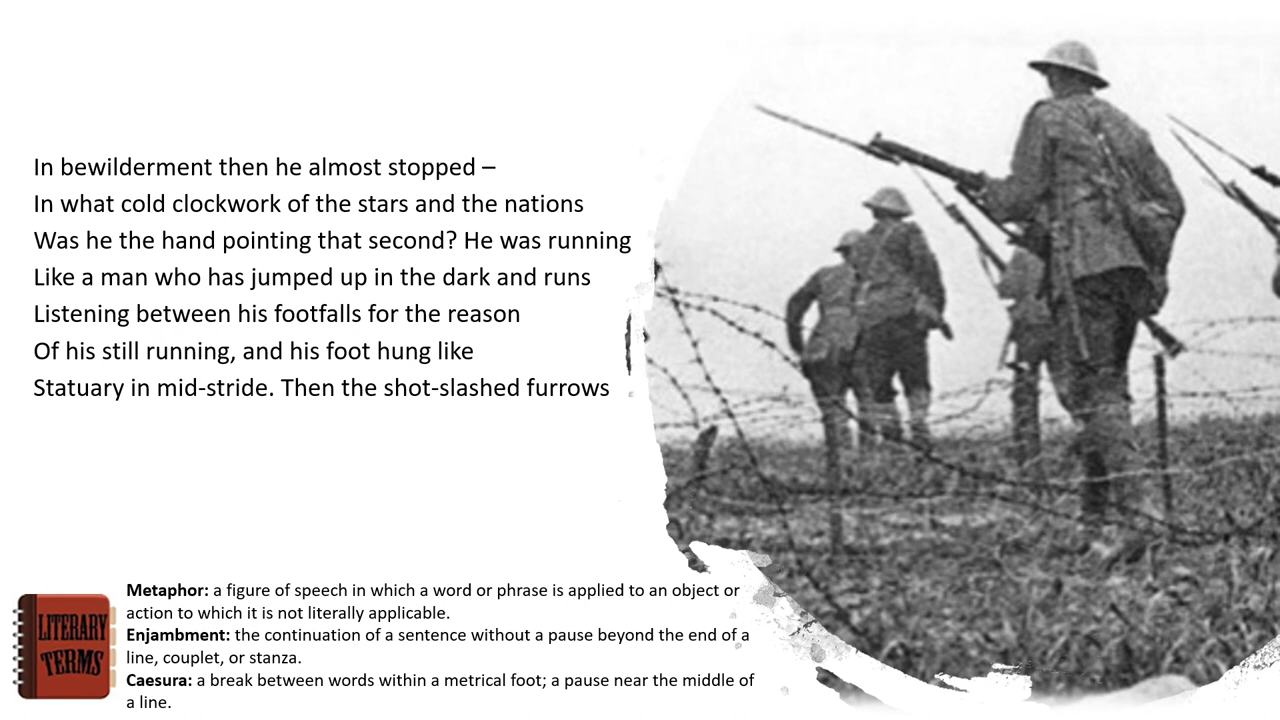 In bewilderment then he almost stopped –
In what cold clockwork of the stars and the nations
Was he the hand pointing that second? He was running
Like a man who has jumped up in the dark and runs
Listening between his footfalls for the reason
Of his still running, and his foot hung like
Statuary in mid-stride. Then the shot-slashed furrows
LITERARY
TERMS
Metaphor: a figure of speech in which a word or phrase is applied to an object or
action to which it is not literally applicable.
Enjambment: the continuation of a sentence without a pause beyond the end of a
line, couplet, or stanza.
Caesura: a break between words within a metrical foot; a pause near the middle of
a line.